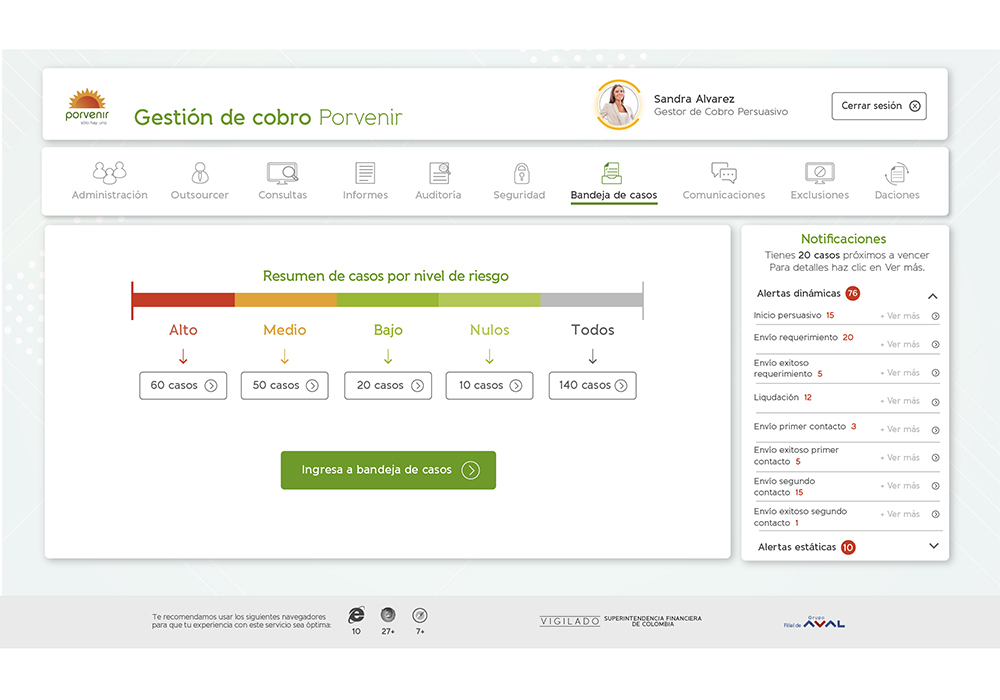 porvenir
sólo hay uno
Gestión de cobro Porvenir
Sandra Alvarez
Gestor de Cobro Persuasivo
Cerrar sesión
Administración
Outsourcer
Consultas
Informes
Auditoría
Seguridad
Bandeja de casos
Comunicaciones
Exclusiones
Daciones
Resumen de casos por nivel de riesgo
Alto
Medio
Bajo
Nulos
Todos
60 casos
50 casos
20 casos
10 casos
140 casos
Ingresa a bandeja de casos
Notificaciones
Tienes 20 casos próximos a vencer
Para detalles haz clic en Ver más.
Alertas dinámicas 76
Inicio persuasivo 15 + Ver más
Envío requerimiento 20 + Ver más
Envío exitoso
requerimiento 5 + Ver más
Liqudación 12 + Ver más
Envío primer contacto 3 + Ver más
Envío exitoso primer
contacto 5 + Ver más
Envío segundo
contacto 15 + Ver más
Envío exitoso segundo
contacto 1 + Ver más
Alertas estáticas 10
Te recomendamos usar los siguientes navegadores
para que tu experiencia con este servicio sea óptima:
10
27+
7+
VIGILADO
SUPERINTENDENCIA FINANCIERA
DE COLOMBIA
Filial de
Grupo
AVAL